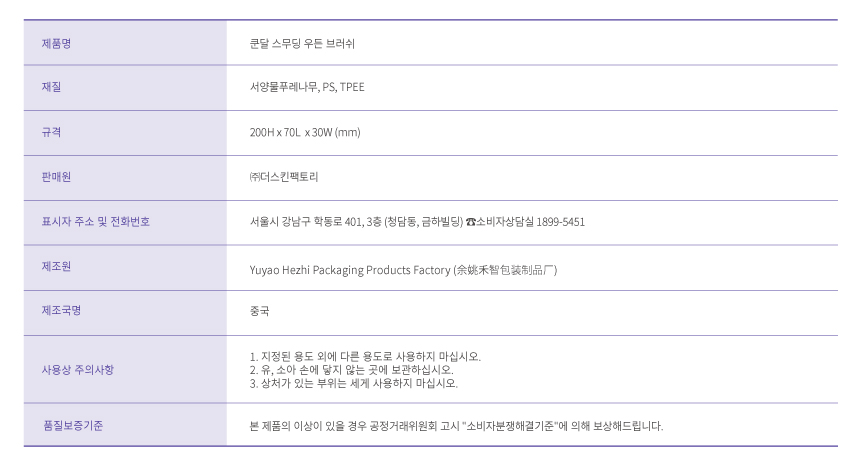 제품명 쿤달 스무딩 우든 브러쉬
재질 서양물푸레나무, PS, TPEE
규격 200H x 70L x 30W (mm)
판매원 ㈜더스킨팩토리
표시자 주소 및 전화번호 서울시 강남구 학동로 401, 3층 (청담동, 금하빌딩) ☎소비자상담실 1899-5451
제조원 Yuyao Hezhi Packaging Products Factory (余姚禾智包装制品厂)
제조국명 중국
사용상 주의사항
1. 지정된 용도 외에 다른 용도로 사용하지 마십시오.
2. 유, 소아 손에 닿지 않는 곳에 보관하십시오.
3. 상처가 있는 부위는 세게 사용하지 마십시오.
품질보증기준 본 제품의 이상이 있을 경우 공정거래위원회 고시 "소비자분쟁해결기준"에 의해 보상해드립니다.